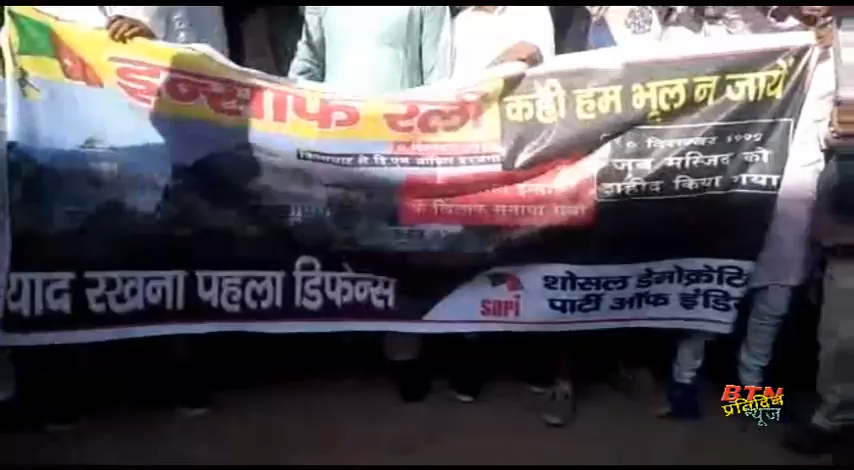 इन्साफ रैली
कहीं हम भूल न जायें
6 दिसम्बर 1992
जब मस्जिद को
शहीद किया गया
याद रखना पहला डिफेन्स
SDPI
शोसल डेमोक्रेटि
पार्टी ऑफ इंडि
BTN
प्रतिदिन
न्यूज